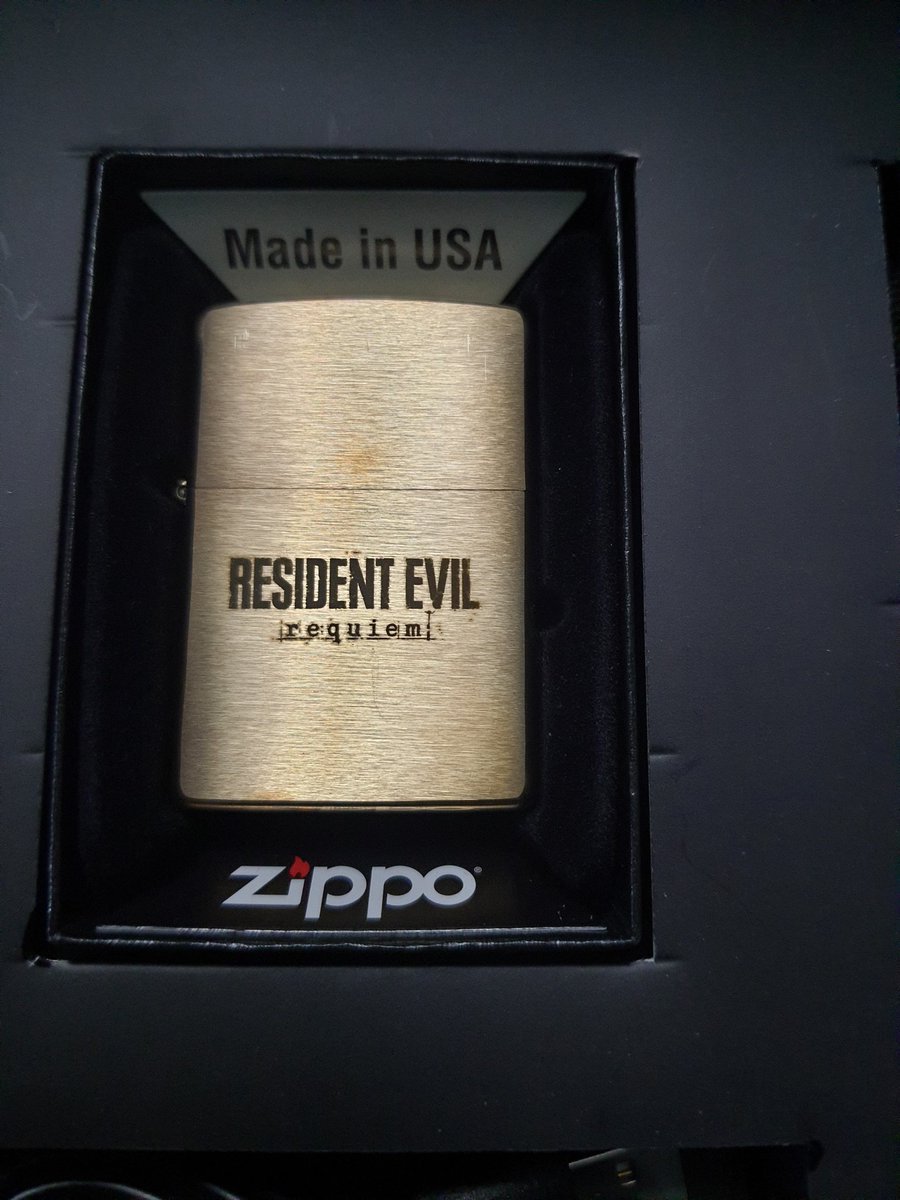 Made in USA
RESIDENT EVIL
requiem
zippo®